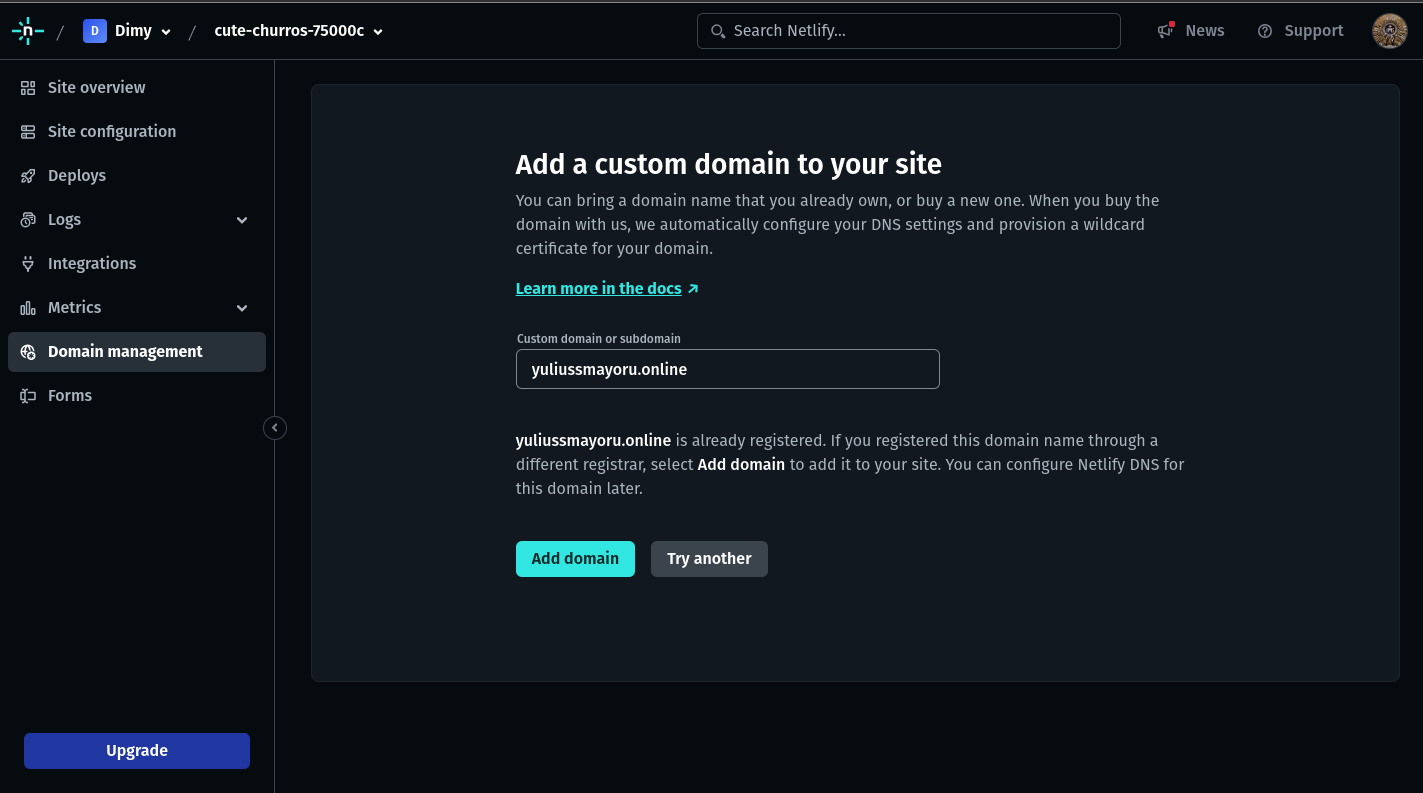 n / D Dimy / cute-churros-75000c
Search Netlify...
News
Support
Site overview
Site configuration
Deploys
Logs
Integrations
Metrics
Domain management
Forms
Upgrade
Add a custom domain to your site
You can bring a domain name that you already own, or buy a new one. When you buy the
domain with us, we automatically configure your DNS settings and provision a wildcard
certificate for your domain.
Learn more in the docs
Custom domain or subdomain
yuliussmayoru.online
yuliussmayoru.online is already registered. If you registered this domain name through a
different registrar, select Add domain to add it to your site. You can configure Netlify DNS for
this domain later.
Add domain
Try another